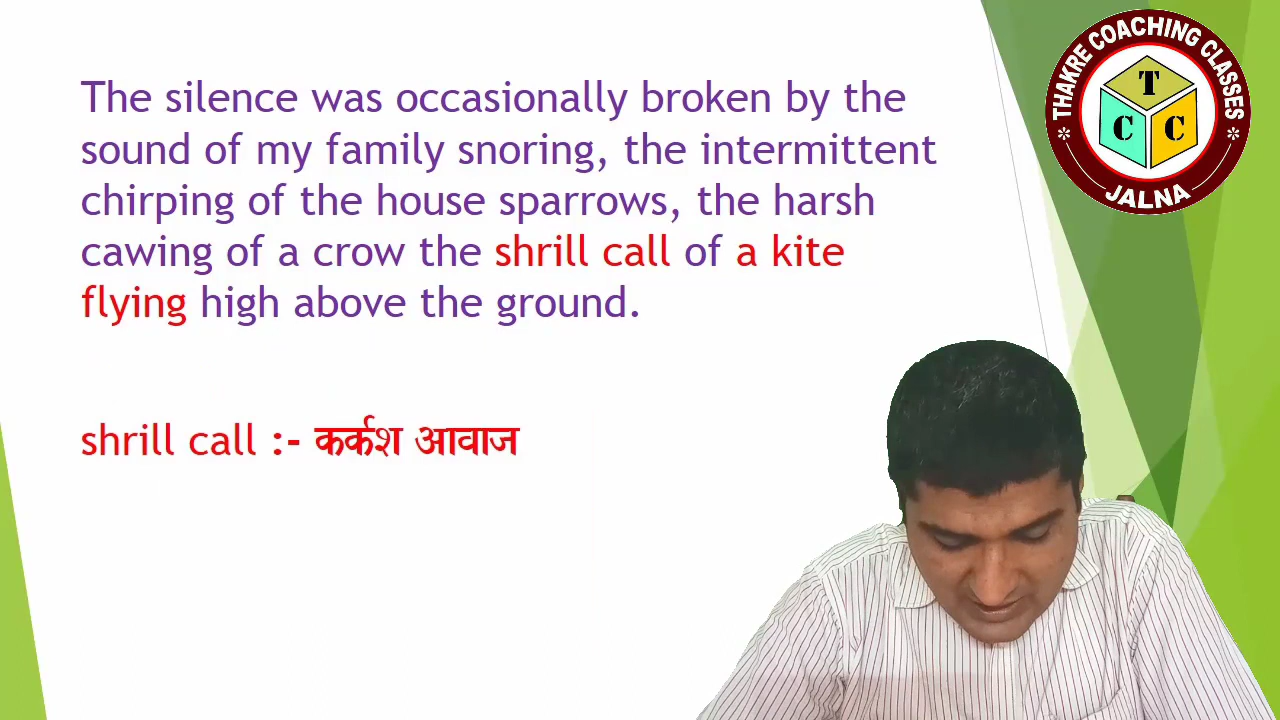 The silence was occasionally broken by the
sound of my family snoring, the intermittent
chirping of the house sparrows, the harsh
cawing of a crow the shrill call of a kite
flying high above the ground.
shrill call :- कर्कश आवाज
THAKRE COACHING CLASSES
T
C C
JALNA